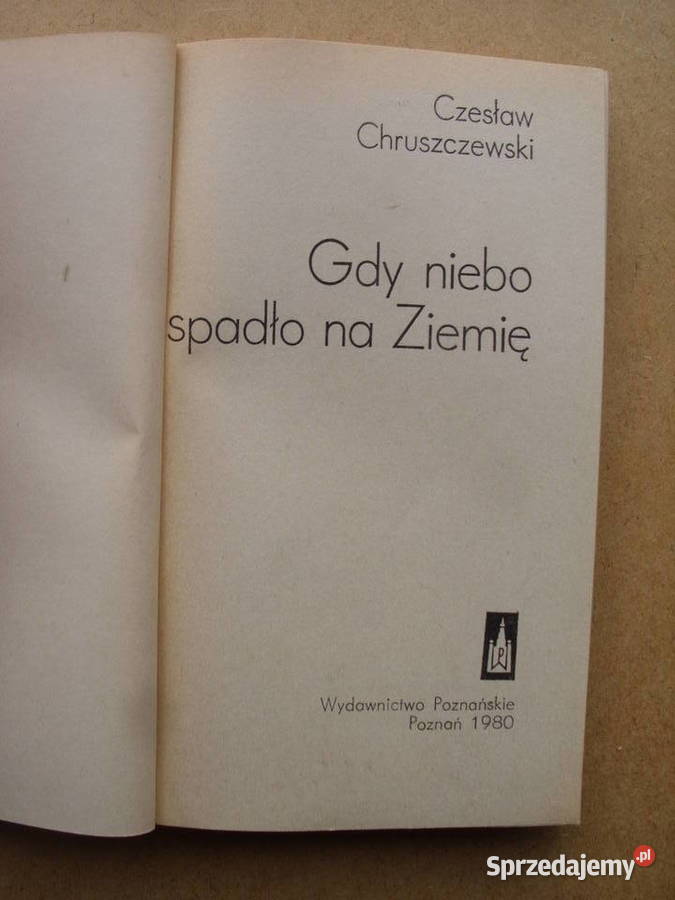 Czesław
Chruszczewski
Gdy niebo
spadło na Ziemię
Wydawnictwo Poznańskie
Poznań 1980
Sprzedajemy.pl